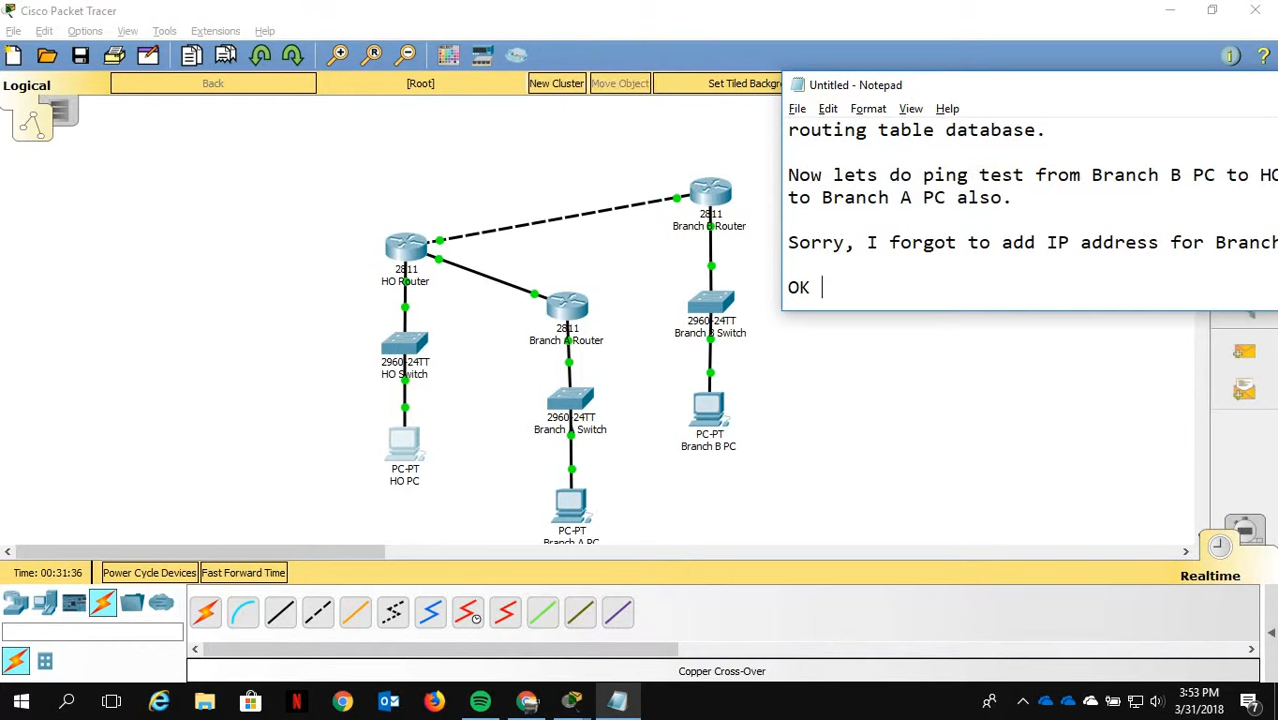 Cisco Packet Tracer
File Edit Options View Tools Extensions Help
Logical
Back
[Root]
New Cluster
Move Object
Set Tiled Backgro
Untitled - Notepad
File Edit Format View Help
routing table database.
Now lets do ping test from Branch B PC to HO
to Branch A PC also.
Sorry, I forgot to add IP address for Branch
OK
2811
Branch B Router
2811
HO Router
2811
Branch A Router
2960-24TT
Branch B Switch
2960-24TT
HO Switch
2960-24TT
Branch A Switch
PC-PT
Branch B PC
PC-PT
HO PC
PC-PT
Branch A PC
Time: 00:31:36
Power Cycle Devices
Fast Forward Time
Realtime
Copper Cross-Over
3:53 PM
3/31/2018
7